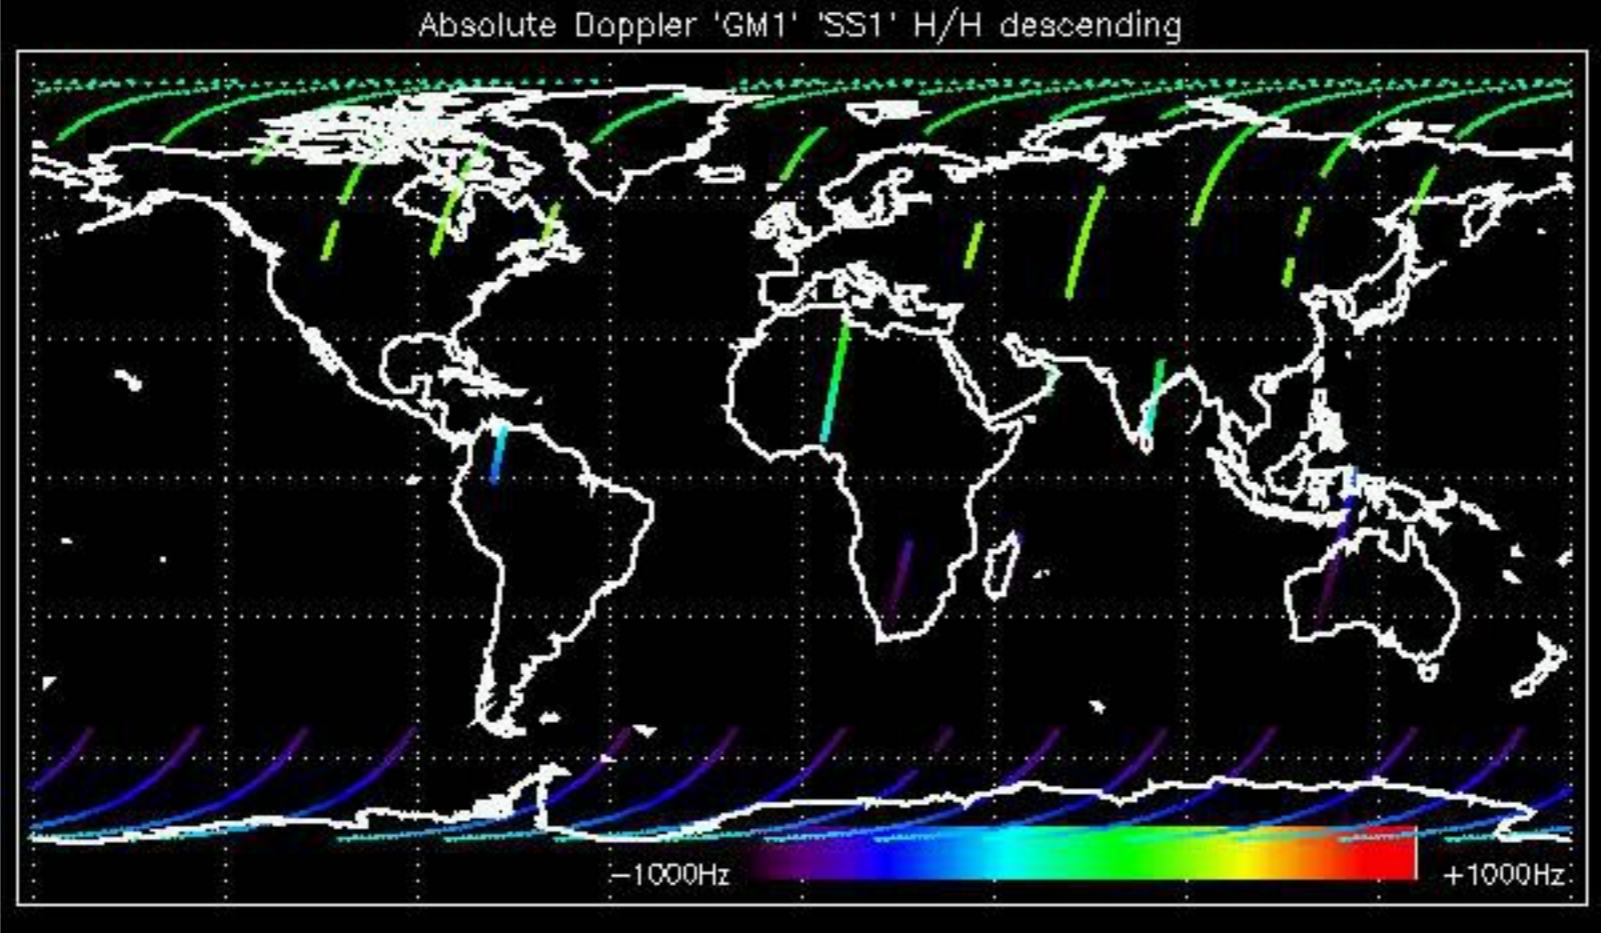 Absolute Doppler 'GM1' 'SS1' H/H descending
−1000Hz +1000Hz